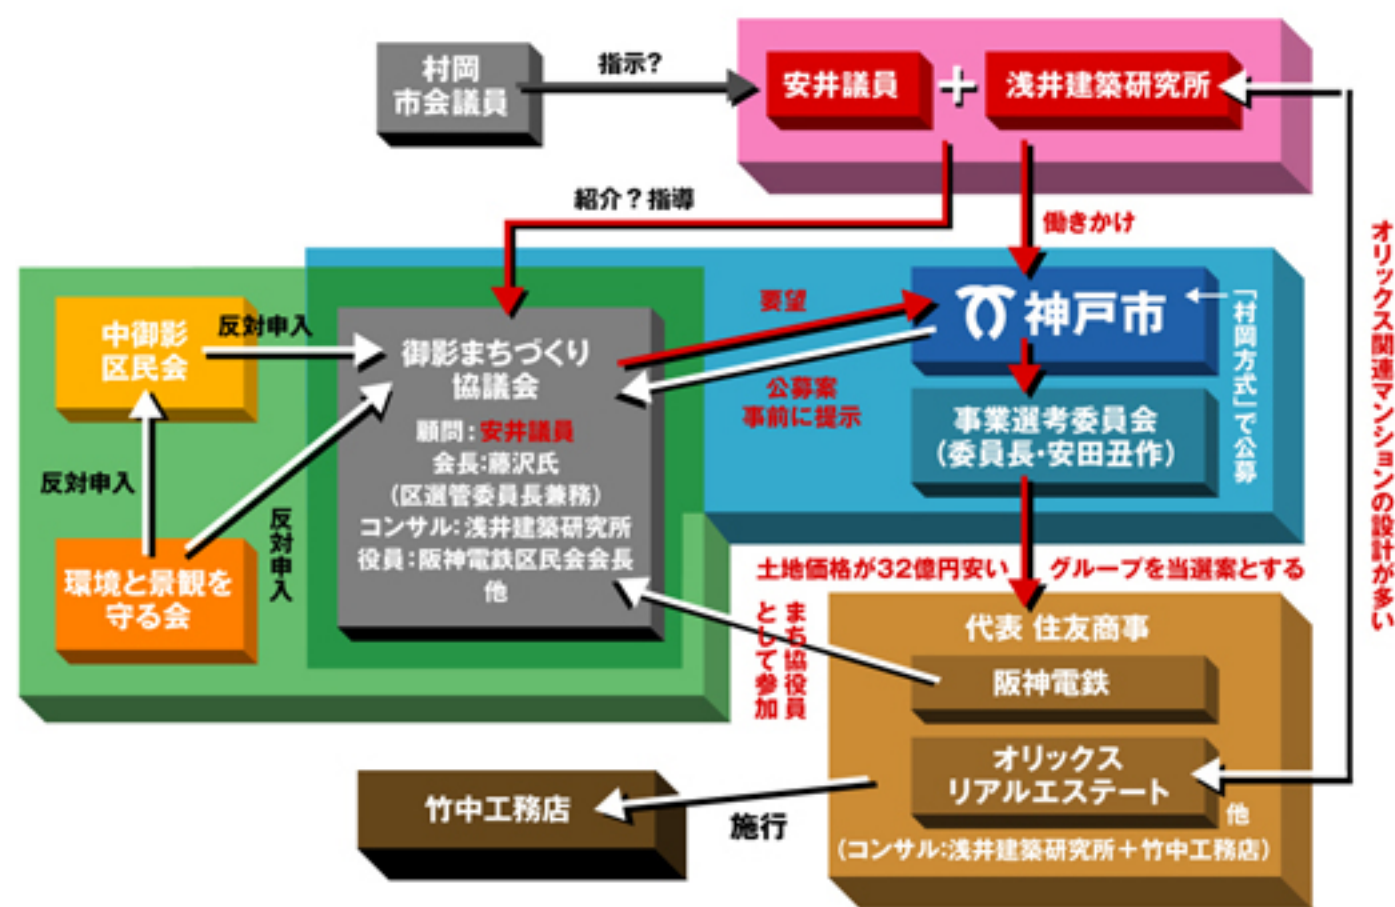 村岡
市会議員
指示?
安井議員
+
浅井建築研究所
紹介?指導
働きかけ
オリックス関連マンションの設計が多い
中御影
区民会
反対申入
御影まちづくり
協議会
顧問:安井議員
会長:藤沢氏
(区選管委員長兼務)
コンサル:浅井建築研究所
役員:阪神電鉄区民会会長
他
要望
公募案
事前に提示
神戸市
「村岡方式」で公募
事業選考委員会
(委員長・安田丑作)
反対申入
反対申入
環境と景観を
守る会
土地価格が32億円安い
グループを当選案とする
まち協役員
として参加
代表 住友商事
阪神電鉄
オリックス
リアルエステート
他
(コンサル:浅井建築研究所+竹中工務店)
竹中工務店
施行